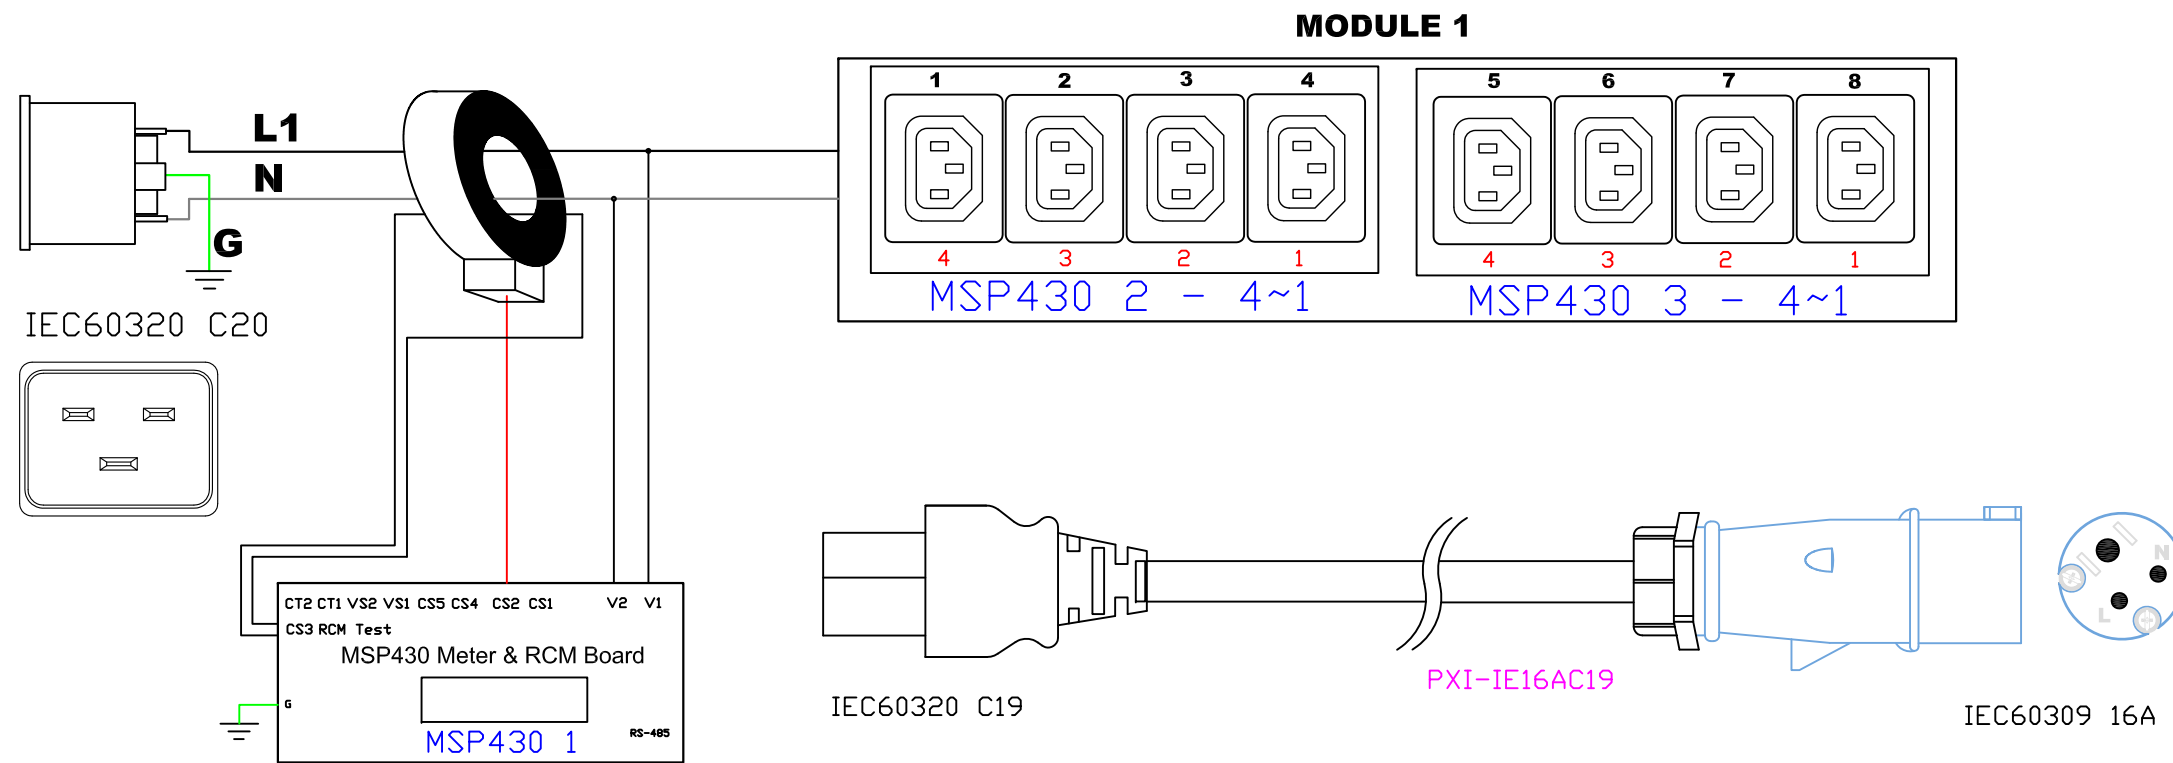 MODULE 1
1 2 3 4 5 6 7 8
L1
N
G
4 3 2 1 4 3 2 1
MSP430 2 - 4~1 MSP430 3 - 4~1
IEC60320 C20
CT2 CT1 VS2 VS1 CS5 CS4 CS2 CS1 V2 V1
CS3 RCM Test
MSP430 Meter & RCM Board
G
MSP430 1
RS-485
N
L
PXI-IE16AC19
IEC60320 C19
IEC60309 16A